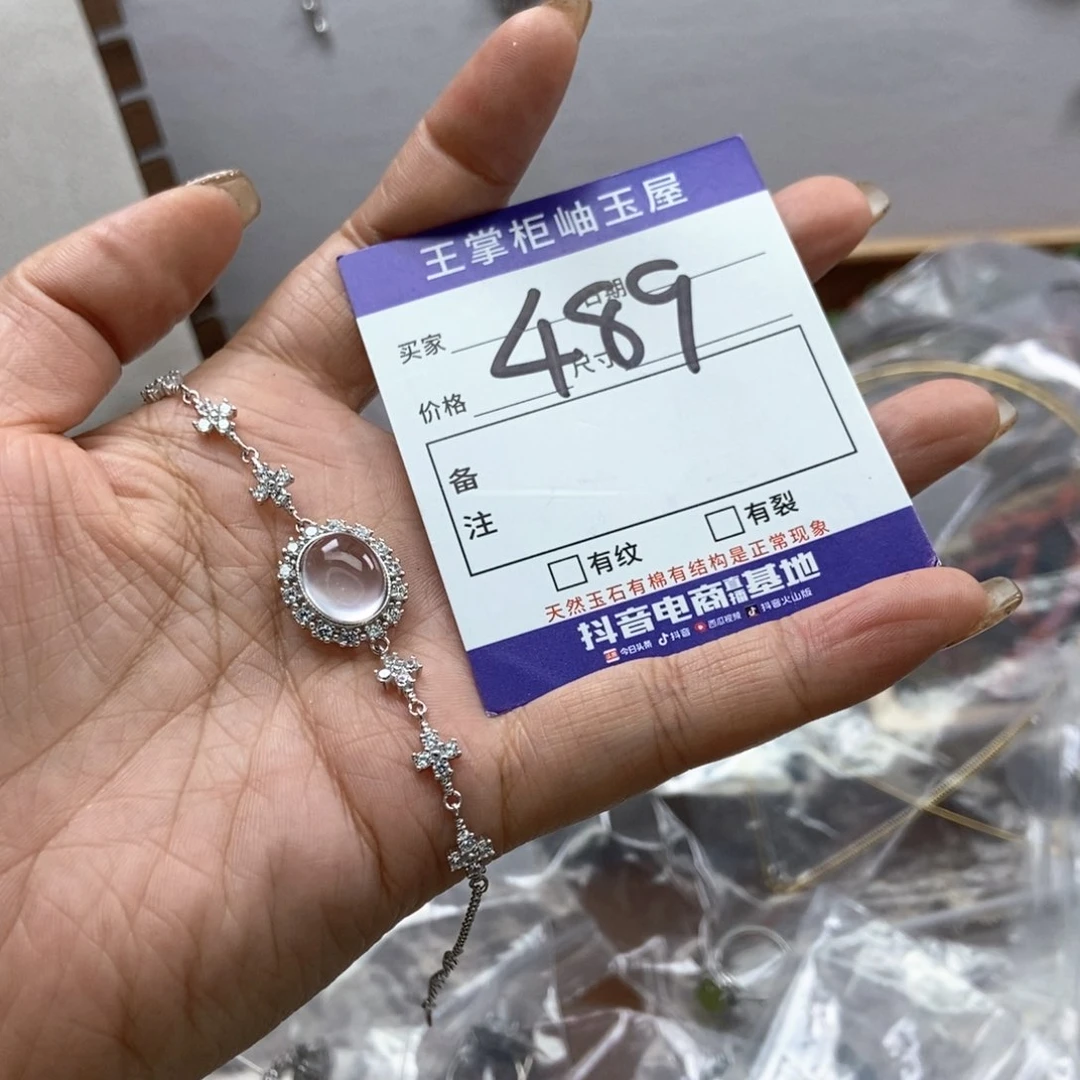 王掌柜岫玉屋
买家 日期
489
价格 尺寸
备注
有纹 有裂
天然玉石有棉有结构是正常现象
抖音电商直播基地
今日头条 抖音 西瓜视频 抖音火山版